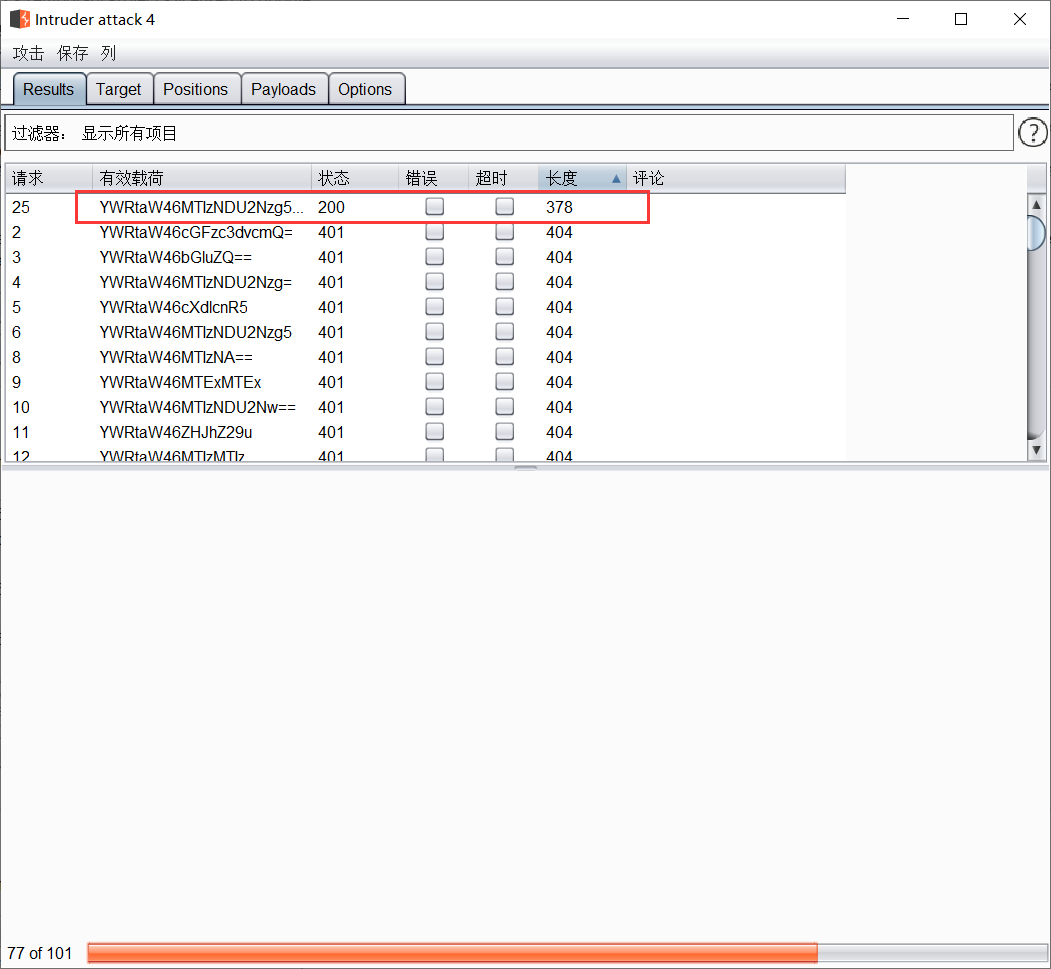 Intruder attack 4
攻击 保存 列
Results Target Positions Payloads Options
过滤器： 显示所有项目 ?
请求 有效载荷 状态 错误 超时 长度 评论
25 YWRtaW46MTIzNDU2Nzg5... 200 378
2 YWRtaW46cGFzc3dvcmQ= 401 404
3 YWRtaW46bGluZQ== 401 404
4 YWRtaW46MTIzNDU2Nzg= 401 404
5 YWRtaW46cXdlcnR5 401 404
6 YWRtaW46MTIzNDU2Nzg5 401 404
8 YWRtaW46MTIzNA== 401 404
9 YWRtaW46MTExMTEx 401 404
10 YWRtaW46MTIzNDU2Nw== 401 404
11 YWRtaW46ZHJhZ29u 401 404
12 YWRtaW46MTIzMTIz 401 404
77 of 101